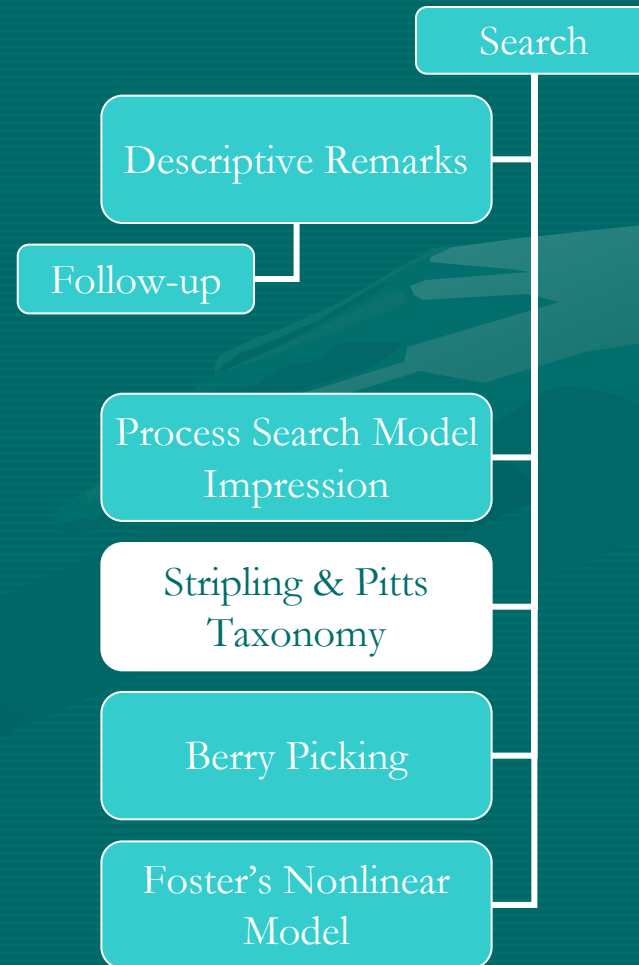 Search
Descriptive Remarks
Follow-up
Process Search Model
Impression
Stripling & Pitts
Taxonomy
Berry Picking
Foster’s Nonlinear
Model